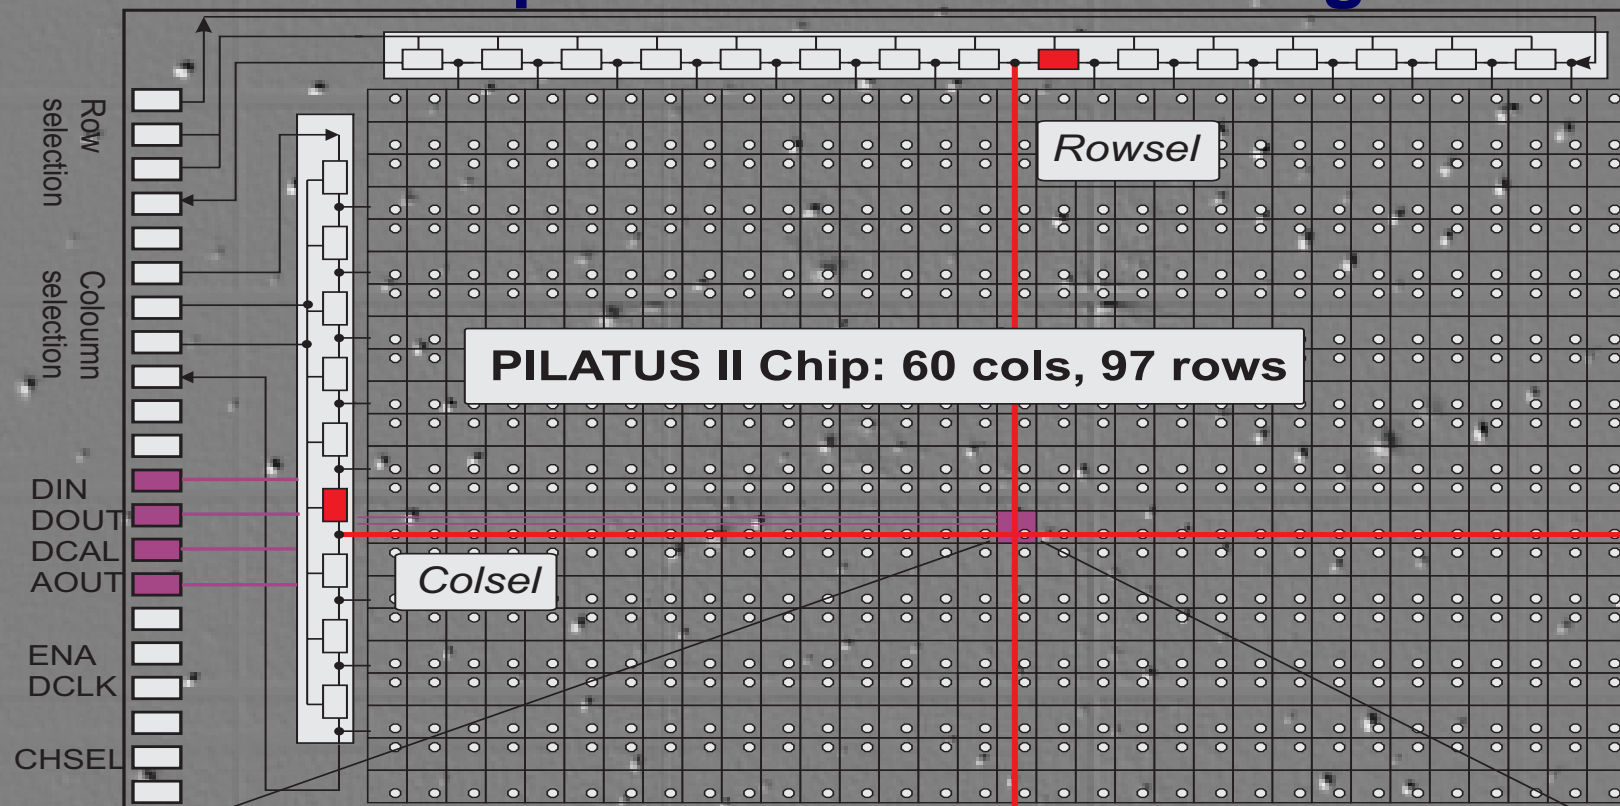 Row
selection
Rowsel
Coloumn
selection
PILATUS II Chip: 60 cols, 97 rows
DIN
DOUT
DCAL
AOUT
Colsel
ENA
DCLK
CHSEL